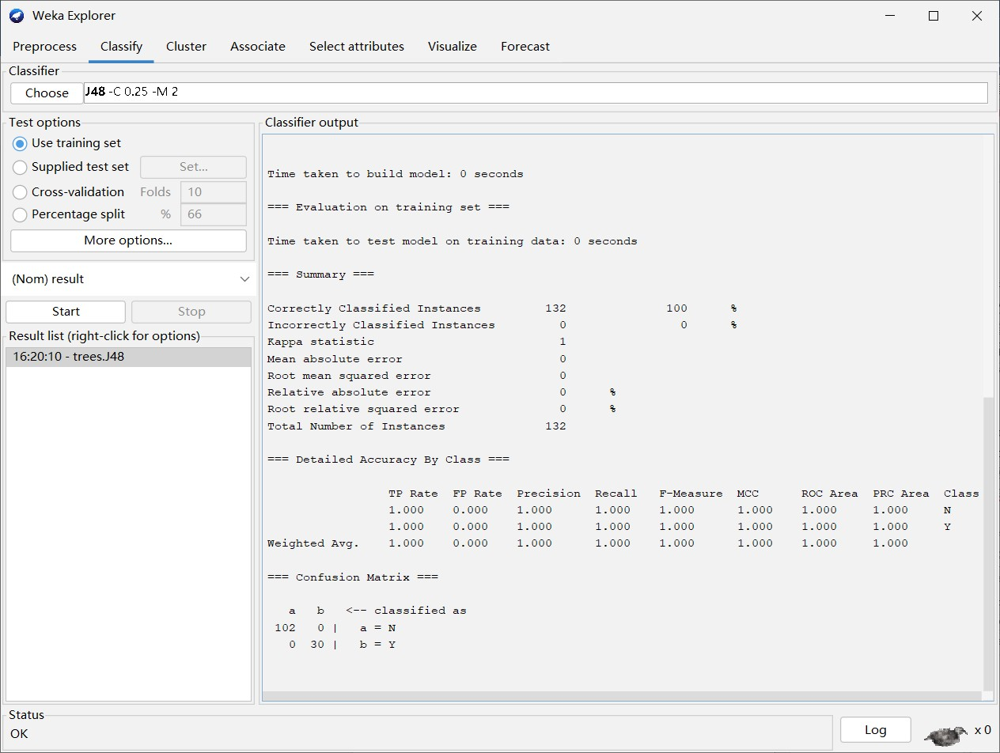 Weka Explorer
Preprocess Classify Cluster Associate Select attributes Visualize Forecast
Classifier
Choose J48 -C 0.25 -M 2
Test options
Use training set
Supplied test set Set...
Cross-validation Folds 10
Percentage split % 66
More options...
(Nom) result
Start Stop
Result list (right-click for options)
16:20:10 - trees.J48
Classifier output
Time taken to build model: 0 seconds
=== Evaluation on training set ===
Time taken to test model on training data: 0 seconds
=== Summary ===
Correctly Classified Instances 132 100 %
Incorrectly Classified Instances 0 0 %
Kappa statistic 1
Mean absolute error 0
Root mean squared error 0
Relative absolute error 0 %
Root relative squared error 0 %
Total Number of Instances 132
=== Detailed Accuracy By Class ===
TP Rate FP Rate Precision Recall F-Measure MCC ROC Area PRC Area Class
1.000 0.000 1.000 1.000 1.000 1.000 1.000 1.000 N
1.000 0.000 1.000 1.000 1.000 1.000 1.000 1.000 Y
Weighted Avg. 1.000 0.000 1.000 1.000 1.000 1.000 1.000 1.000
=== Confusion Matrix ===
a b <-- classified as
102 0 | a = N
0 30 | b = Y
Status
OK
Log
x 0